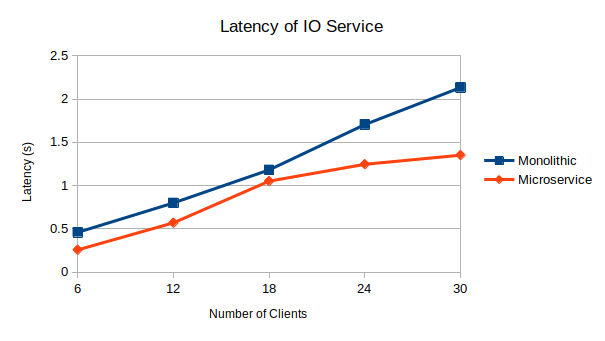 Latency of IO Service
2.5
2
1.5
1
0.5
0
Latency (s)
6 12 18 24 30
Number of Clients
Monolithic
Microservice